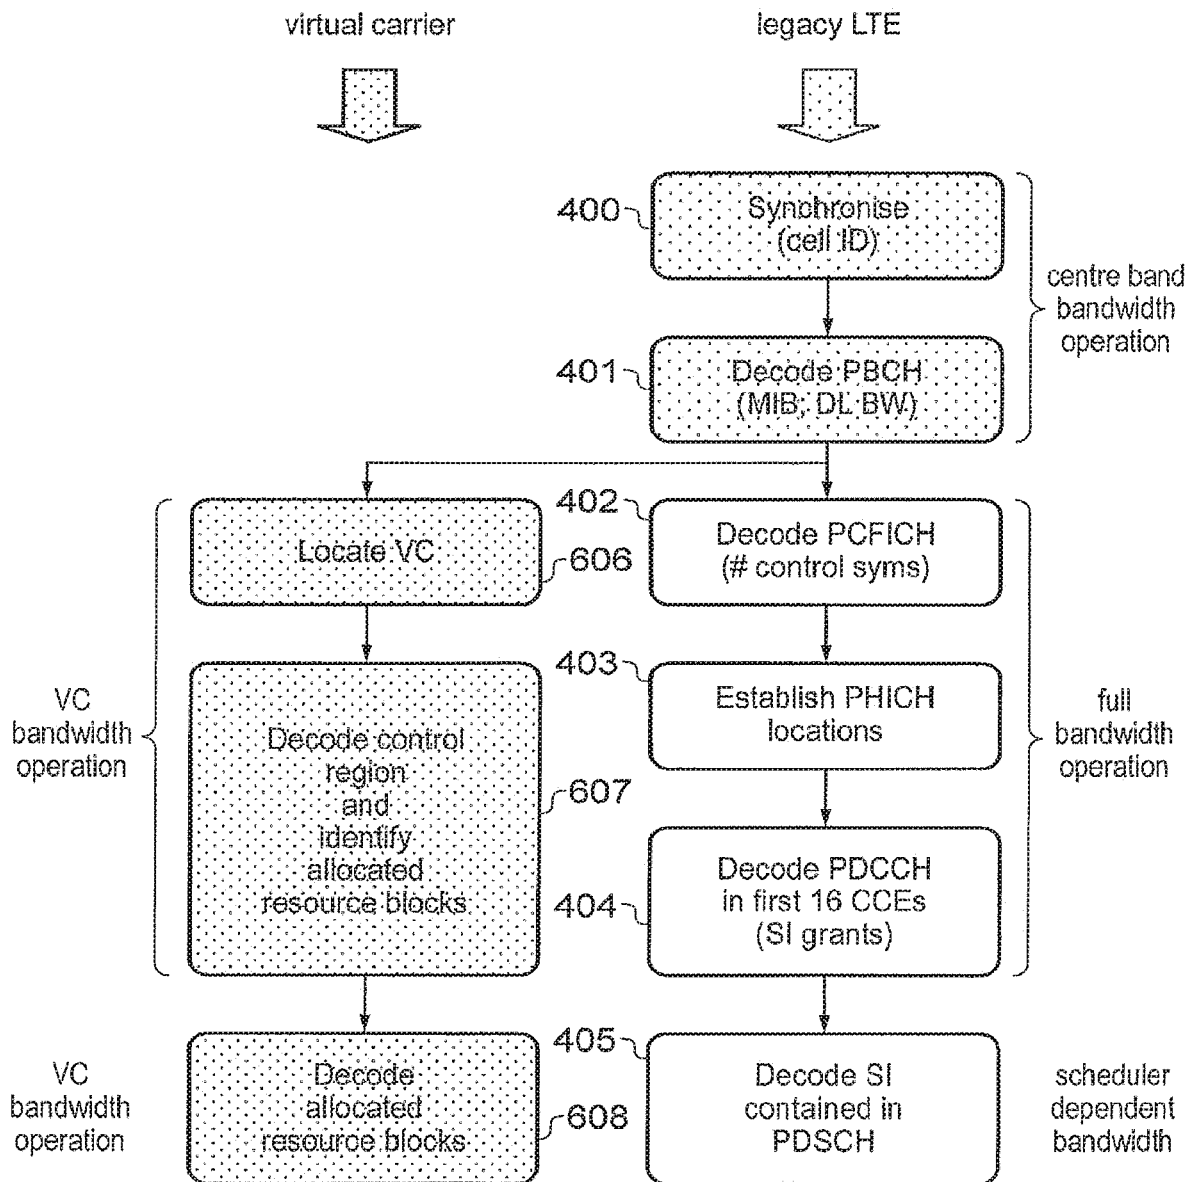 virtual carrier
legacy LTE
400
Synchronise
(cell ID)
centre band
bandwidth
operation
401
Decode PBCH
(MIB; DL BW)
402
Decode PCFICH
(# control syms)
Locate VC
606
403
Establish PHICH
locations
VC
bandwidth
operation
full
bandwidth
operation
Decode control
region
and
identify
allocated
resource blocks
607
404
Decode PDCCH
in first 16 CCEs
(SI grants)
VC
bandwidth
operation
Decode
allocated
resource blocks
608
405
Decode SI
contained in
PDSCH
scheduler
dependent
bandwidth